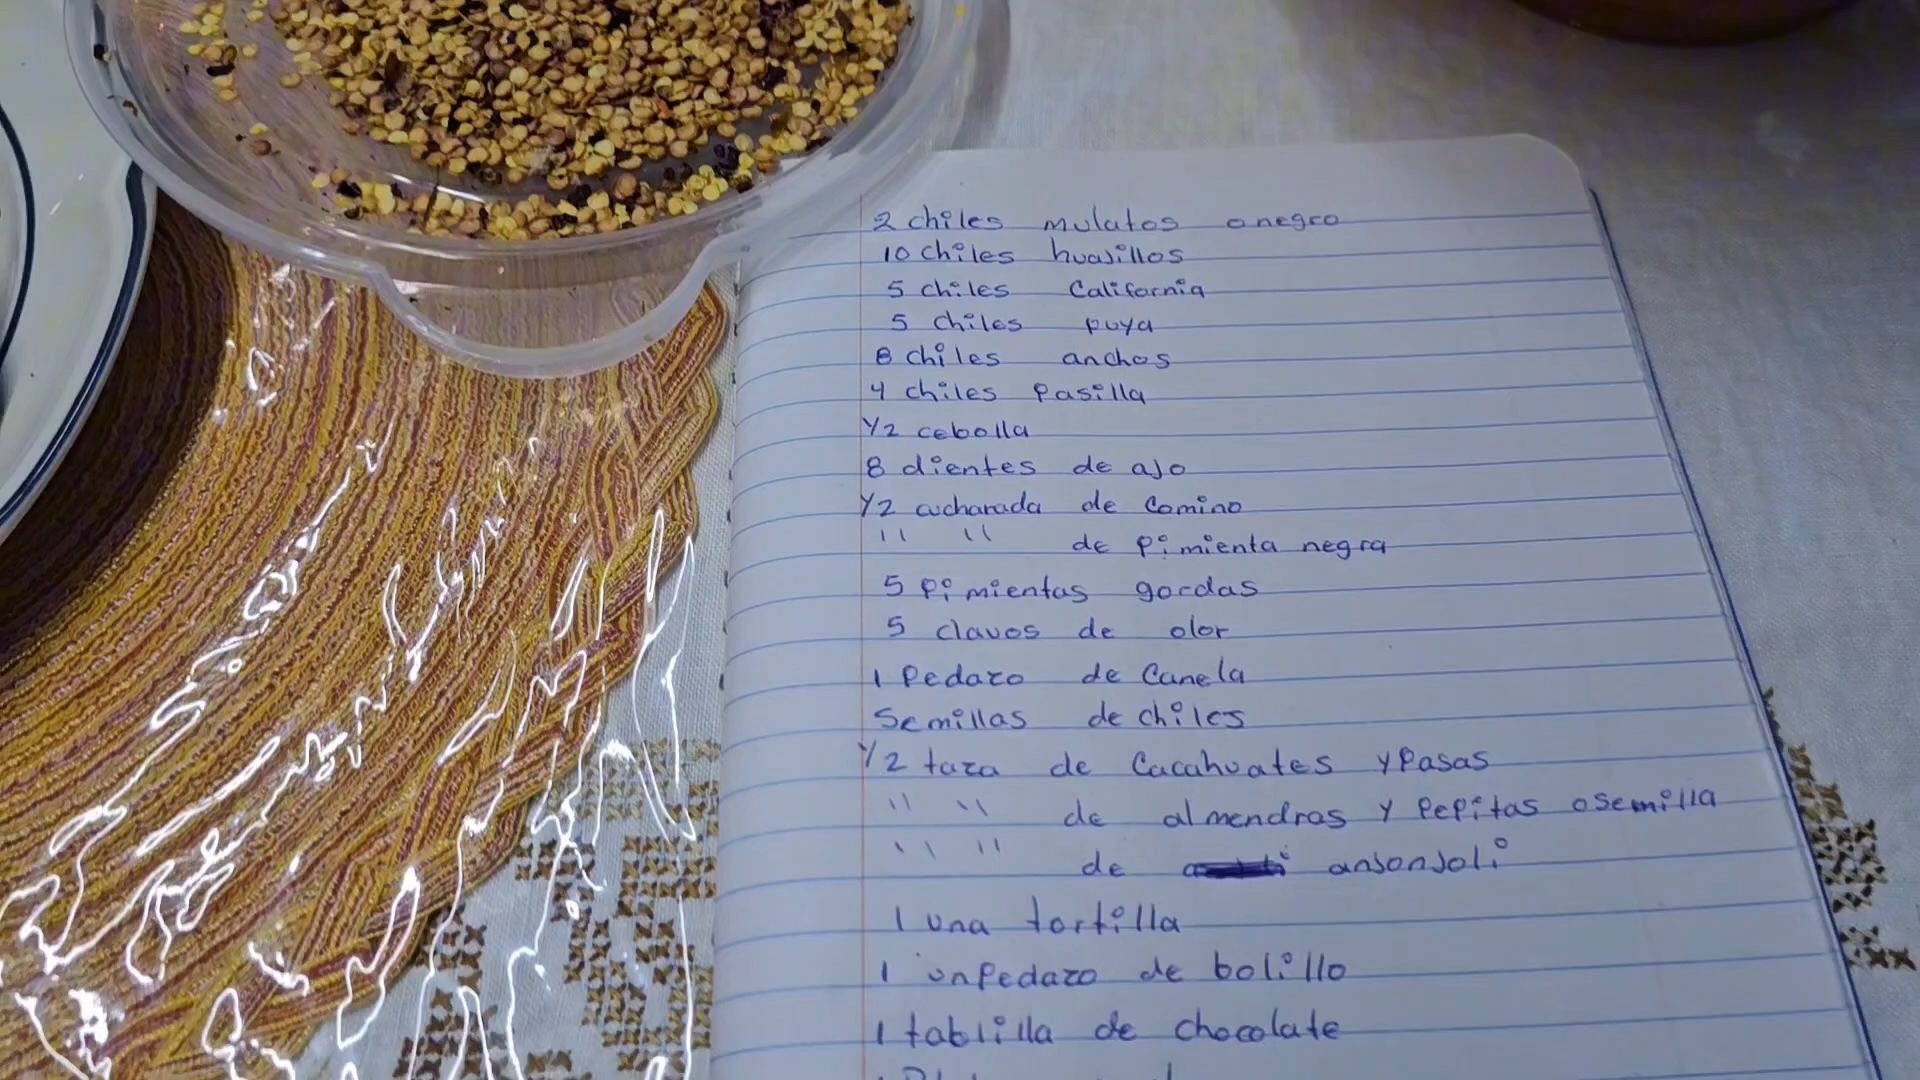 2 chiles mulatos o negro
10 chiles huajillos
5 chiles California
5 chiles puya
8 chiles anchos
4 chiles Pasilla
1/2 cebolla
8 dientes de ajo
1/2 cucharada de Comino
" " de pimienta negra
5 Pimientas gordas
5 clavos de olor
1 Pedazo de Canela
Semillas de chiles
1/2 taza de Cacahuates y Pasas
" " de almendras y Pepitas o semilla
" " de anjonjoli
1 una tortilla
1 un Pedazo de bolillo
1 tablilla de chocolate